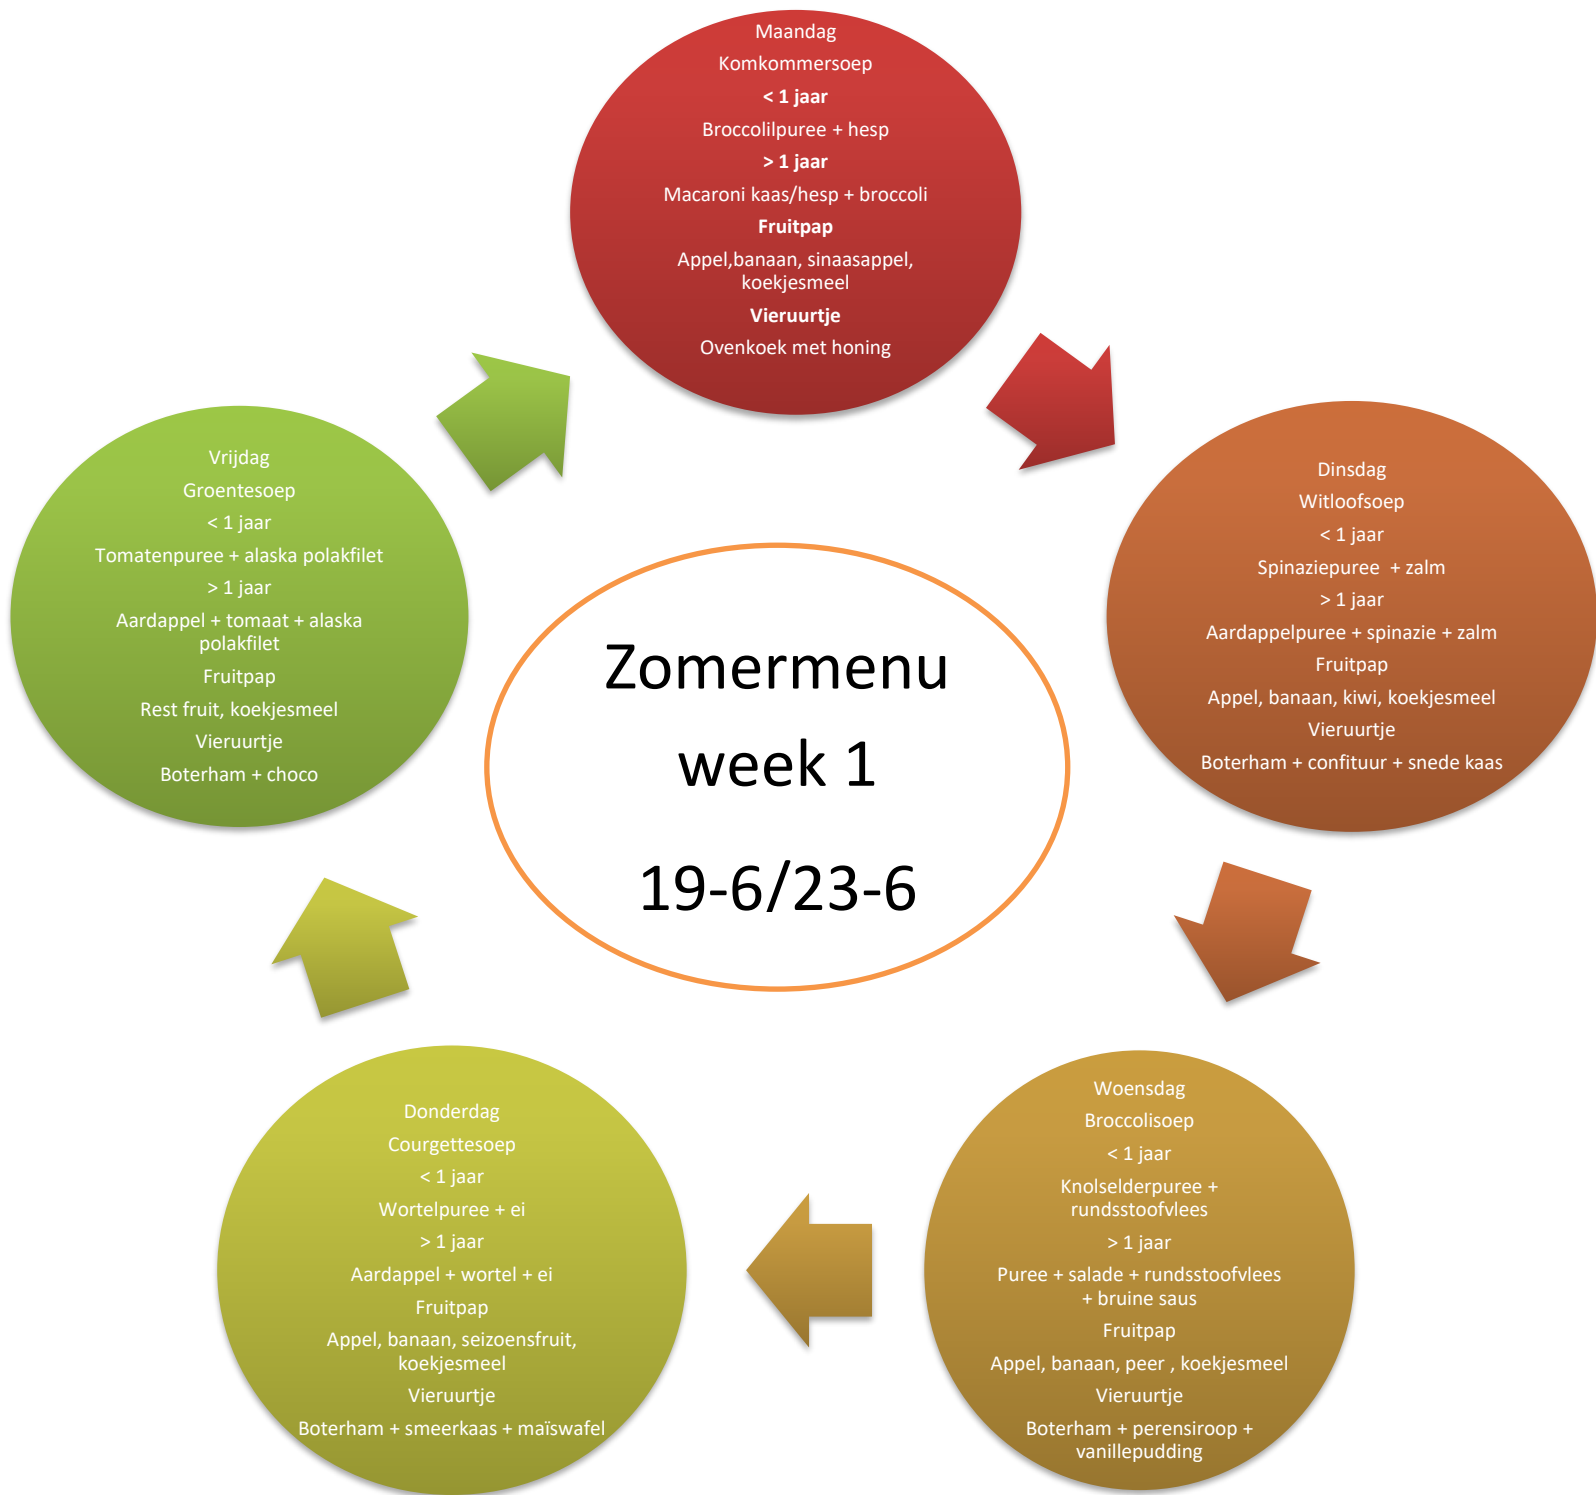 Maandag
Komkommersoep
< 1 jaar
Broccolilpuree + hesp
> 1 jaar
Macaroni kaas/hesp + broccoli
Fruitpap
Appel,banaan, sinaasappel,
koekjesmeel
Vieruurtje
Ovenkoek met honing
Dinsdag
Witloofsoep
< 1 jaar
Spinaziepuree + zalm
> 1 jaar
Aardappelpuree + spinazie + zalm
Fruitpap
Appel, banaan, kiwi, koekjesmeel
Vieruurtje
Boterham + confituur + snede kaas
Woensdag
Broccolisoep
< 1 jaar
Knolselderpuree +
rundsstoofvlees
> 1 jaar
Puree + salade + rundsstoofvlees
+ bruine saus
Fruitpap
Appel, banaan, peer , koekjesmeel
Vieruurtje
Boterham + perensiroop +
vanillepudding
Donderdag
Courgettesoep
< 1 jaar
Wortelpuree + ei
> 1 jaar
Aardappel + wortel + ei
Fruitpap
Appel, banaan, seizoensfruit,
koekjesmeel
Vieruurtje
Boterham + smeerkaas + maïswafel
Vrijdag
Groentesoep
< 1 jaar
Tomatenpuree + alaska polakfilet
> 1 jaar
Aardappel + tomaat + alaska
polakfilet
Fruitpap
Rest fruit, koekjesmeel
Vieruurtje
Boterham + choco
Zomermenu
week 1
19-6/23-6